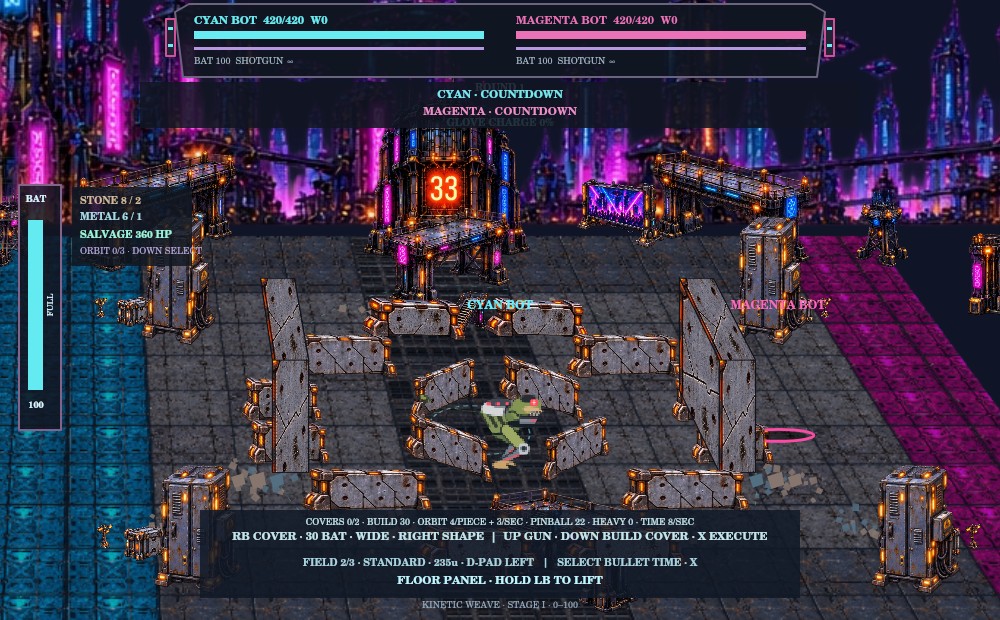 CYAN BOT 420/420 W0
MAGENTA BOT 420/420 W0
BAT 100 SHOTGUN ∞
BAT 100 SHOTGUN ∞
CYAN · COUNTDOWN
MAGENTA · COUNTDOWN
GLOVE CHARGE 0%
33
BAT
FULL
100
STONE 8 / 2
METAL 6 / 1
SALVAGE 360 HP
ORBIT 0/3 · DOWN SELECT
CYAN BOT
MAGENTA BOT
COVERS 0/2 · BUILD 30 · ORBIT 4/PIECE + 3/SEC · PINBALL 22 · HEAVY 0 · TIME 8/SEC
RB COVER · 30 BAT · WIDE · RIGHT SHAPE | UP GUN · DOWN BUILD COVER · X EXECUTE
FIELD 2/3 · STANDARD · 235u · D-PAD LEFT | SELECT BULLET TIME · X
FLOOR PANEL · HOLD LB TO LIFT
KINETIC WEAVE · STAGE I · 0–100